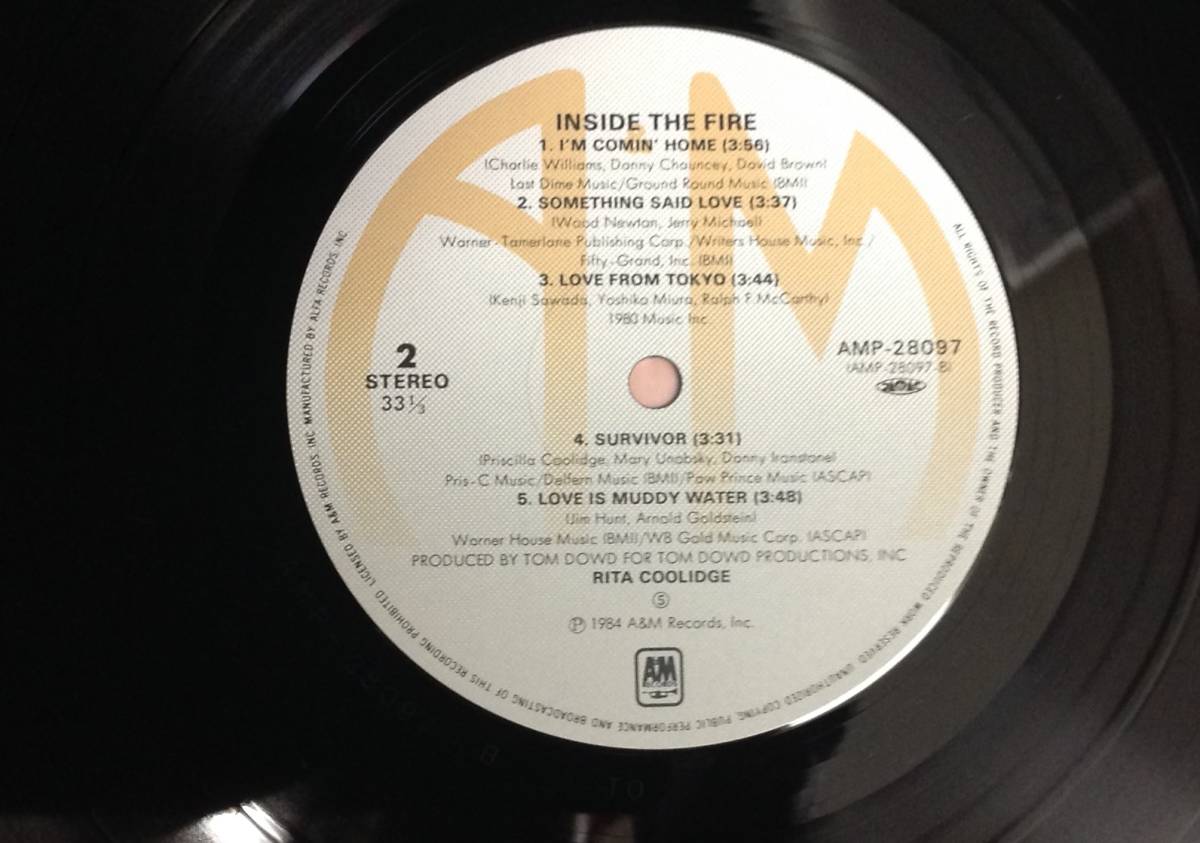 INSIDE THE FIRE
1. I'M COMIN' HOME (3:56)
(Charlie Williams, Danny Chauncey, David Brown)
Last Dime Music/Ground Round Music (BMI)
2. SOMETHING SAID LOVE (3:37)
(Wood Newton, Jerry Michael)
Warner-Tamerlane Publishing Corp./Writers House Music, Inc./
Fifty-Grand, Inc. (BMI)
3. LOVE FROM TOKYO (3:44)
(Kenji Sawada, Yoshiko Miura, Ralph F. McCarthy)
1980 Music Inc.
2
STEREO
33⅓
AMP-28097
(AMP-28097-B)
4. SURVIVOR (3:31)
(Priscilla Coolidge, Mary Unobsky, Danny Ironstone)
Pris-C Music/Delfern Music (BMI)/Paw Prince Music (ASCAP)
5. LOVE IS MUDDY WATER (3:48)
(Jim Hunt, Arnold Goldstein)
Warner House Music (BMI)/WB Gold Music Corp. (ASCAP)
PRODUCED BY TOM DOWD FOR TOM DOWD PRODUCTIONS, INC
RITA COOLIDGE
Ⓢ
Ⓟ 1984 A&M Records, Inc.
A&M
RECORDS
ALL RIGHTS OF THE RECORD PRODUCER AND THE OWNER OF THE REPRODUCED WORK RESERVED. UNAUTHORIZED COPYING, PUBLIC PERFORMANCE AND BROADCASTING OF THIS RECORDING PROHIBITED. LICENSED BY A&M RECORDS INC. MANUFACTURED BY ALFA RECORDS. INC